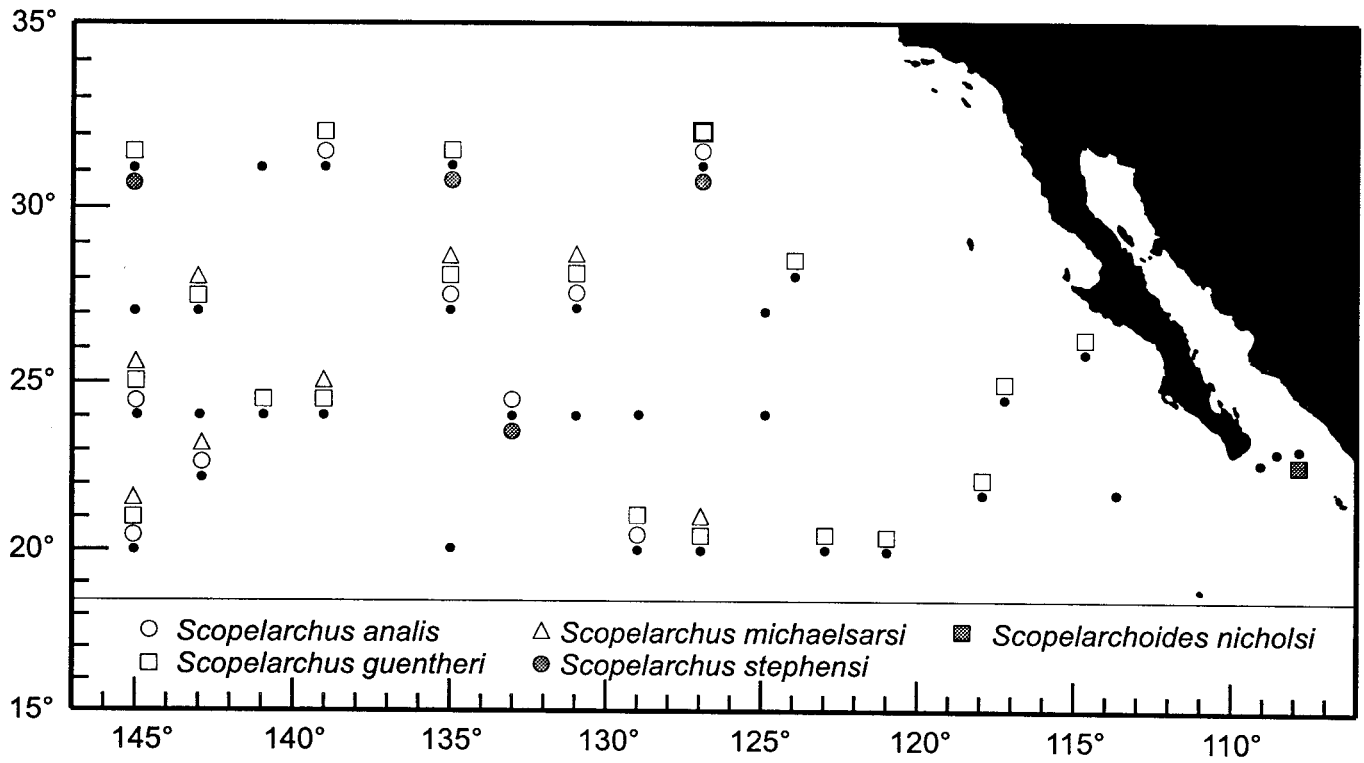 35°
30°
25°
20°
Scopelarchus analis Scopelarchus michaelsarsi Scopelarchoides nicholsi
Scopelarchus guentheri Scopelarchus stephensi
15°
145° 140° 135° 130° 125° 120° 115° 110°